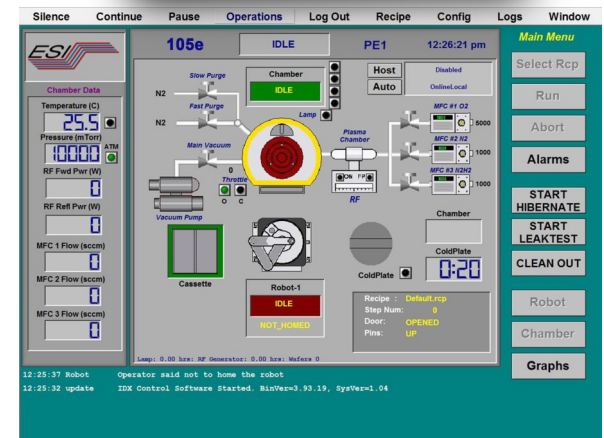 Silence Continue Pause Operations Log Out Recipe Config Logs Window
ESI
105e IDLE PE1 12:26:21 pm
Main Menu
Select Rcp
Run
Abort
Alarms
START HIBERNATE
START LEAKTEST
CLEAN OUT
Robot
Chamber
Graphs
Chamber Data
Temperature (C)
25.5
Pressure (mTorr)
10000 ATM
RF Fwd Pwr (W)
0
RF Refl Pwr (W)
0
MFC 1 Flow (sccm)
0
MFC 2 Flow (sccm)
0
MFC 3 Flow (sccm)
0
Slow Purge
N2
Fast Purge
N2
Main Vacuum
0
Throttle
O C
Vacuum Pump
Chamber
IDLE
Lamp
Host Disabled
Auto OnlineLocal
Plasma
Chamber
MFC #1 O2
5000
MFC #2 N2
1000
MFC #3 N2H2
1000
ON FP
RF
Cassette
Robot-1
IDLE
NOT_HOMED
Chamber
ColdPlate
0:20
ColdPlate
Recipe : Default.rcp
Step Num: 0
Door: OPENED
Pins: UP
Lamp: 0.00 hrs: RF Generator: 0.00 hrs: Wafers 0
12:25:37 Robot Operator said not to home the robot
12:25:32 update IDX Control Software Started. BinVer=3.93.19, SysVer=1.04